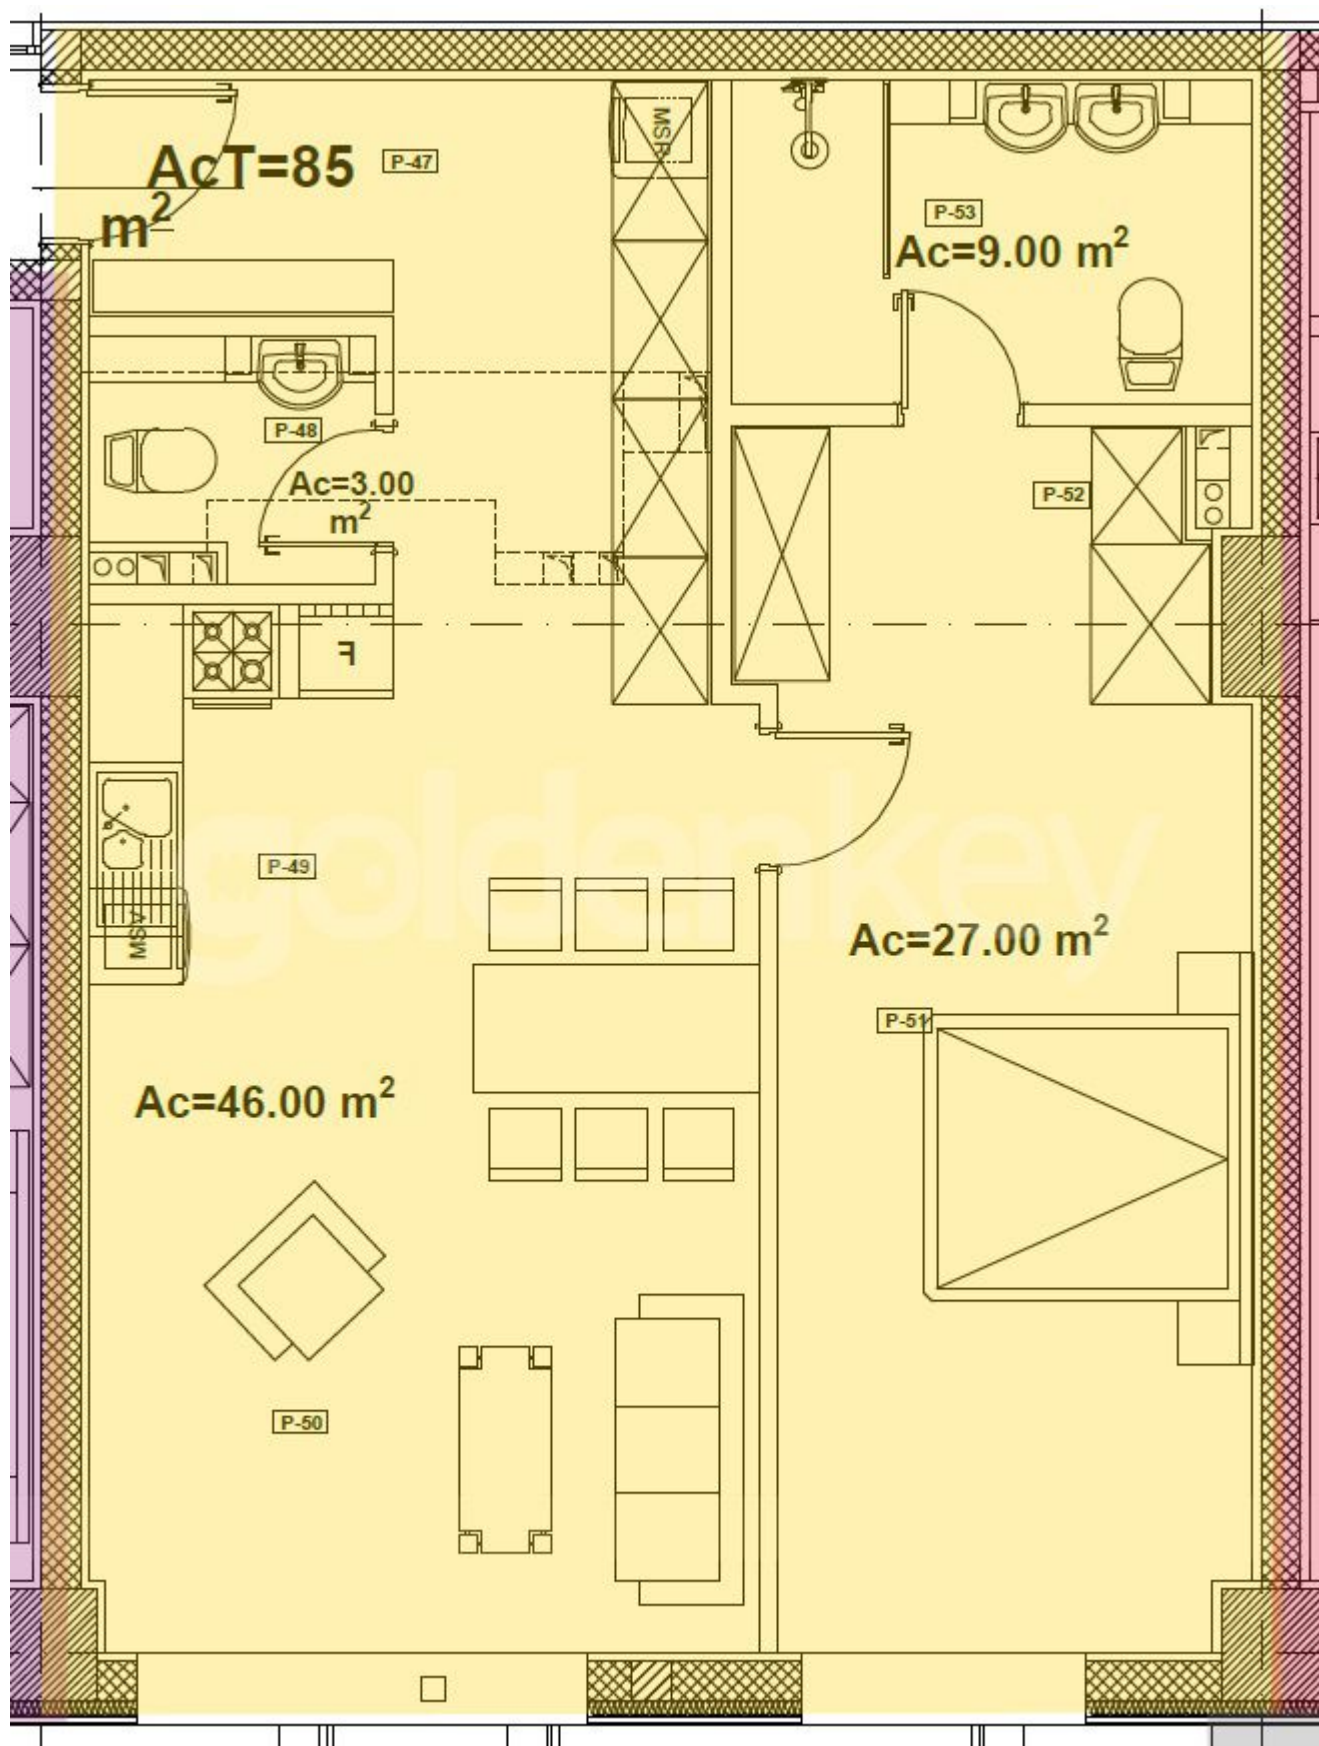 AcT=85
m²
P-47
MSR
P-53
Ac=9.00 m²
P-48
Ac=3.00
m²
P-52
F
P-49
MSV
goldenkey
Ac=27.00 m²
P-51
Ac=46.00 m²
P-50